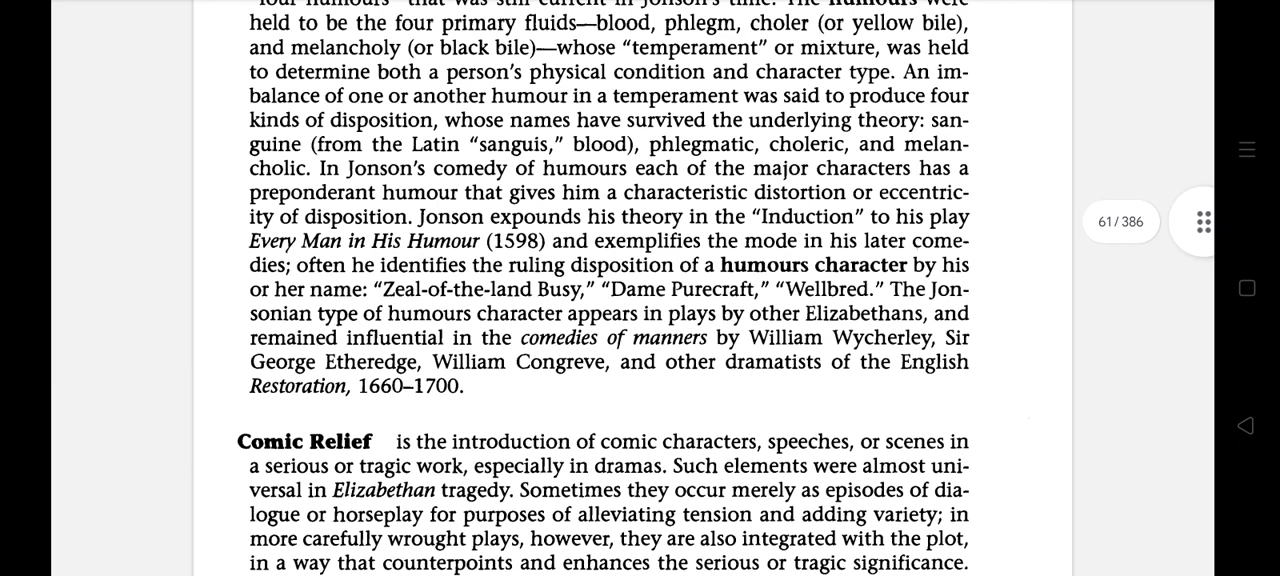 "four humours" that was still current in Jonson's time. The humours were
held to be the four primary fluids—blood, phlegm, choler (or yellow bile),
and melancholy (or black bile)—whose "temperament" or mixture, was held
to determine both a person's physical condition and character type. An im-
balance of one or another humour in a temperament was said to produce four
kinds of disposition, whose names have survived the underlying theory: san-
guine (from the Latin "sanguis," blood), phlegmatic, choleric, and melan-
cholic. In Jonson's comedy of humours each of the major characters has a
preponderant humour that gives him a characteristic distortion or eccentric-
ity of disposition. Jonson expounds his theory in the "Induction" to his play
Every Man in His Humour (1598) and exemplifies the mode in his later come-
dies; often he identifies the ruling disposition of a humours character by his
or her name: "Zeal-of-the-land Busy," "Dame Purecraft," "Wellbred." The Jon-
sonian type of humours character appears in plays by other Elizabethans, and
remained influential in the comedies of manners by William Wycherley, Sir
George Etheredge, William Congreve, and other dramatists of the English
Restoration, 1660–1700.
Comic Relief is the introduction of comic characters, speeches, or scenes in
a serious or tragic work, especially in dramas. Such elements were almost uni-
versal in Elizabethan tragedy. Sometimes they occur merely as episodes of dia-
logue or horseplay for purposes of alleviating tension and adding variety; in
more carefully wrought plays, however, they are also integrated with the plot,
in a way that counterpoints and enhances the serious or tragic significance.
61/386